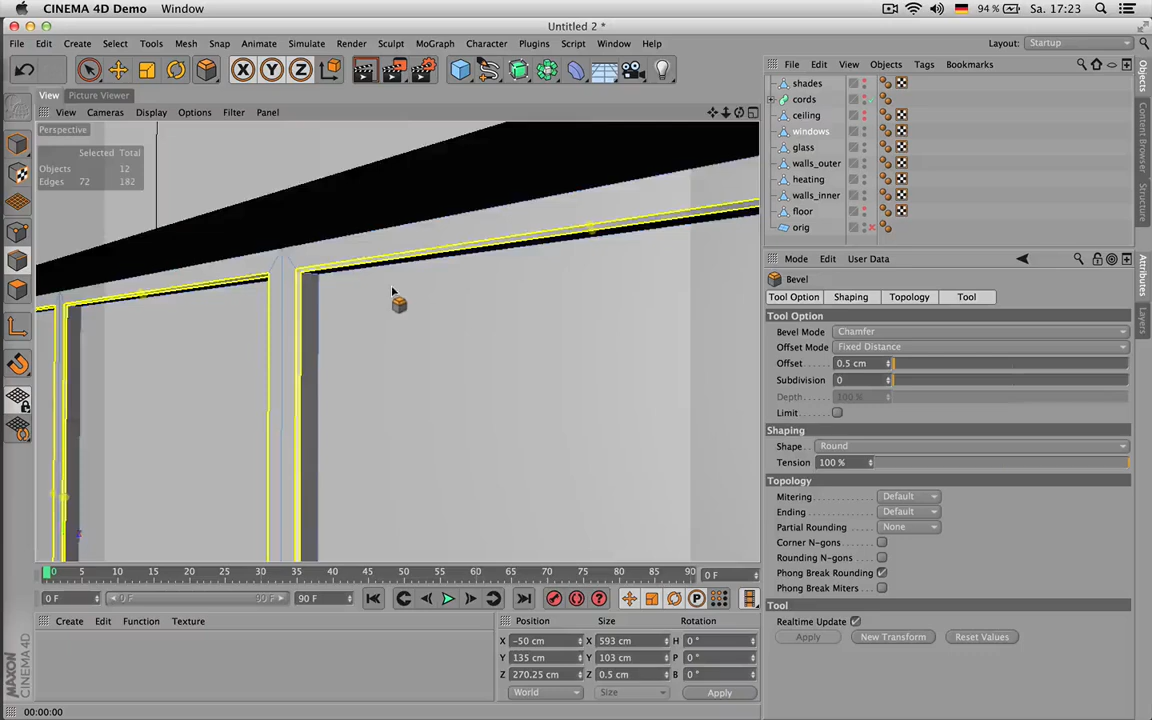 CINEMA 4D Demo Window 94 % Sa. 17:23
Untitled 2 *
File Edit Create Select Tools Mesh Snap Animate Simulate Render Sculpt MoGraph Character Plugins Script Window Help Layout: Startup
X Y Z
File Edit View Objects Tags Bookmarks
View Picture Viewer
View Cameras Display Options Filter Panel
Perspective
Selected Total
Objects 12
Edges 72 182
shades
cords
ceiling
windows
glass
walls_outer
heating
walls_inner
floor
orig
Objects
Content Browser
Structure
Attributes
Layers
Mode Edit User Data
Bevel
Tool Option Shaping Topology Tool
Tool Option
Bevel Mode Chamfer
Offset Mode Fixed Distance
Offset 0.5 cm
Subdivision 0
Depth: 100 %
Limit
Shaping
Shape Round
Tension 100 %
Topology
Mitering Default
Ending Default
Partial Rounding None
Corner N-gons
Rounding N-gons
Phong Break Rounding
Phong Break Miters
Tool
Realtime Update
Apply New Transform Reset Values
0 5 10 15 20 25 30 35 40 45 50 55 60 65 70 75 80 85 90 0 F
0 F 0 F 90 F 90 F
P
Create Edit Function Texture
Position Size Rotation
X -50 cm X 593 cm H 0 °
Y 135 cm Y 103 cm P 0 °
Z 270.25 cm Z 0.5 cm B 0 °
World Size Apply
MAXON
CINEMA 4D
00:00:00